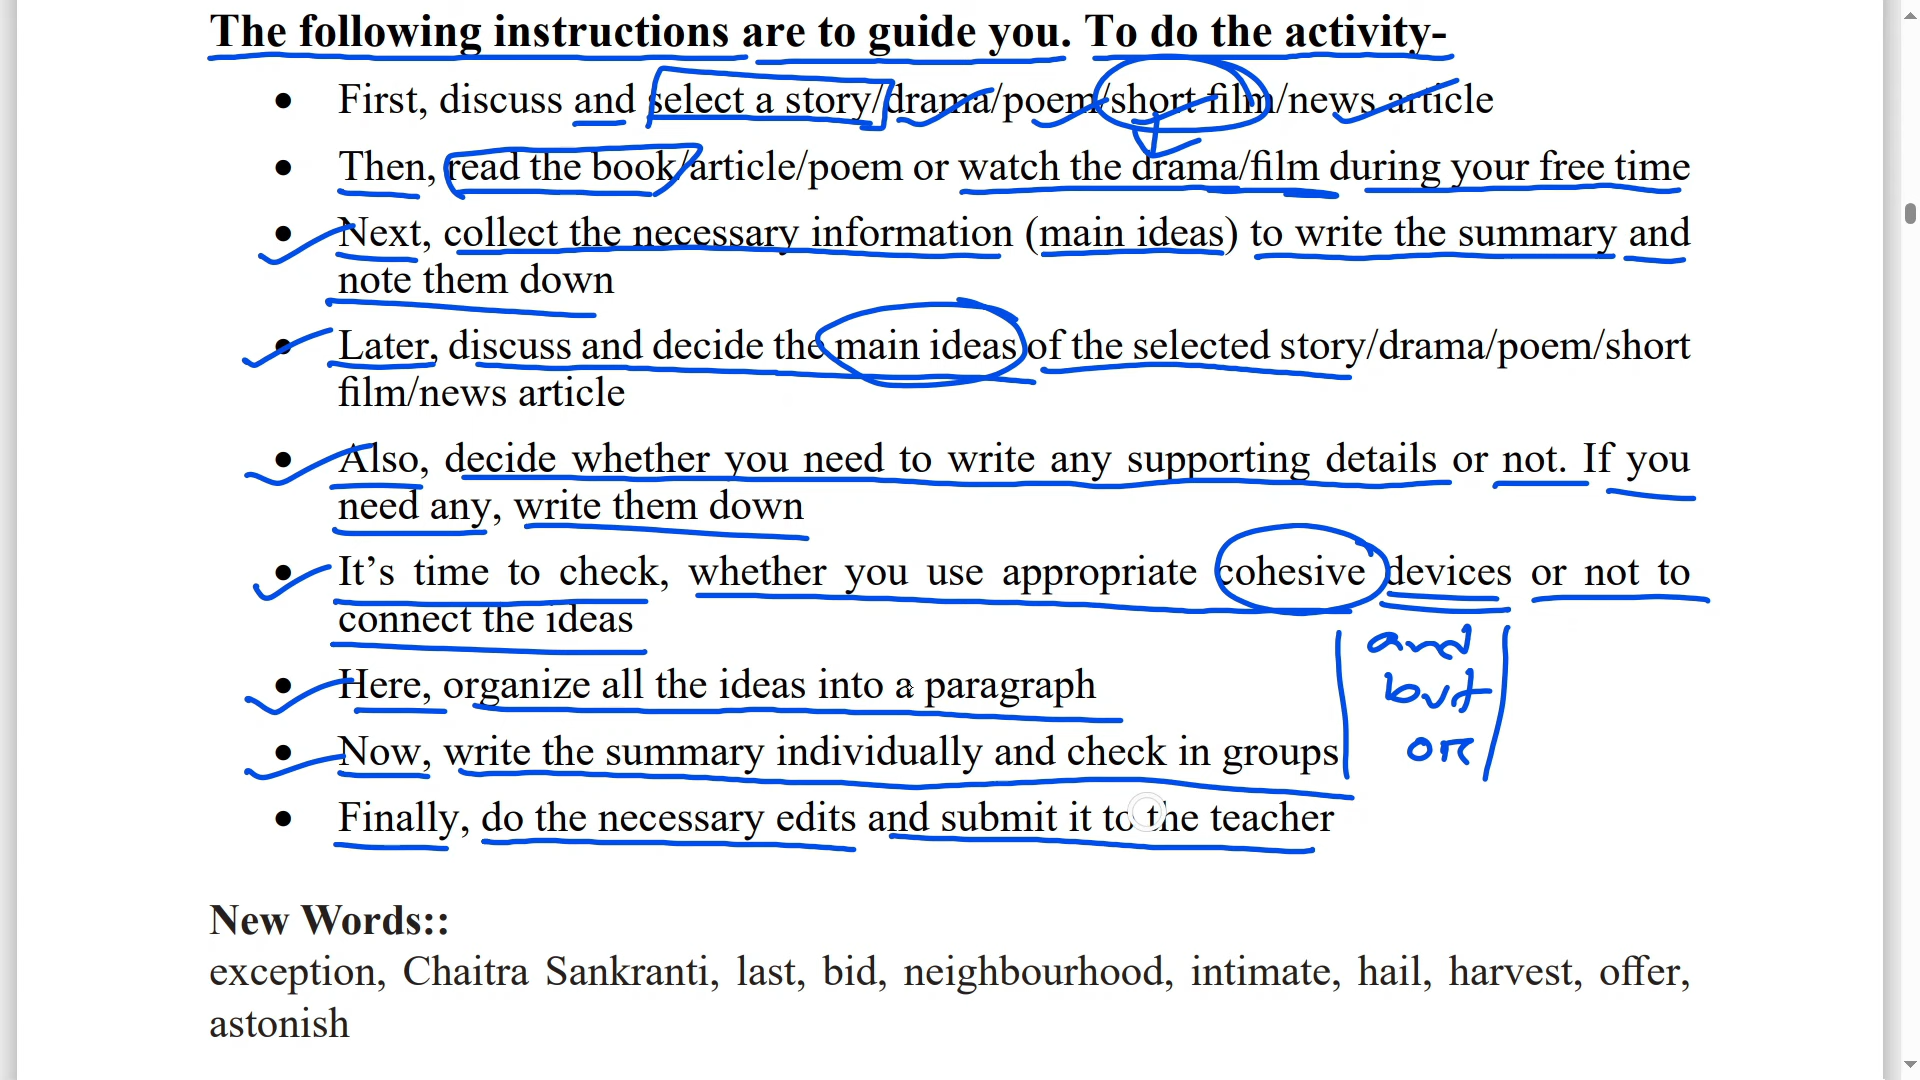 The following instructions are to guide you. To do the activity-
• First, discuss and select a story/drama/poem/short film/news article
• Then, read the book/article/poem or watch the drama/film during your free time
• Next, collect the necessary information (main ideas) to write the summary and
note them down
• Later, discuss and decide the main ideas of the selected story/drama/poem/short
film/news article
• Also, decide whether you need to write any supporting details or not. If you
need any, write them down
• It’s time to check, whether you use appropriate cohesive devices or not to
connect the ideas
and
• Here, organize all the ideas into a paragraph
but
• Now, write the summary individually and check in groups
or
• Finally, do the necessary edits and submit it to the teacher
New Words::
exception, Chaitra Sankranti, last, bid, neighbourhood, intimate, hail, harvest, offer,
astonish